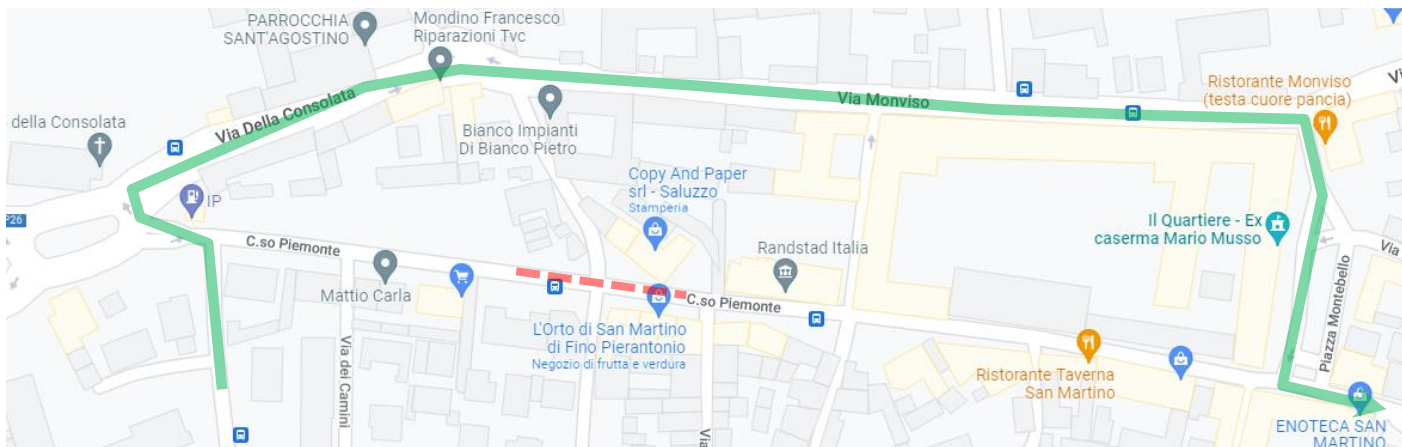 PARROCCHIA
SANT'AGOSTINO
Mondino Francesco
Riparazioni Tvc
della Consolata
Via Della Consolata
Via Monviso
Ristorante Monviso
(testa cuore pancia)
Bianco Impianti
Di Bianco Pietro
IP
P26
Copy And Paper
srl - Saluzzo
Stamperia
Il Quartiere - Ex
caserma Mario Musso
Via
C.so Piemonte
Randstad Italia
Mattio Carla
C.so Piemonte
Piazza Montebello
L'Orto di San Martino
di Fino Pierantonio
Negozio di frutta e verdura
Via dei Camini
Ristorante Taverna
San Martino
ENOTECA SAN
MARTINO